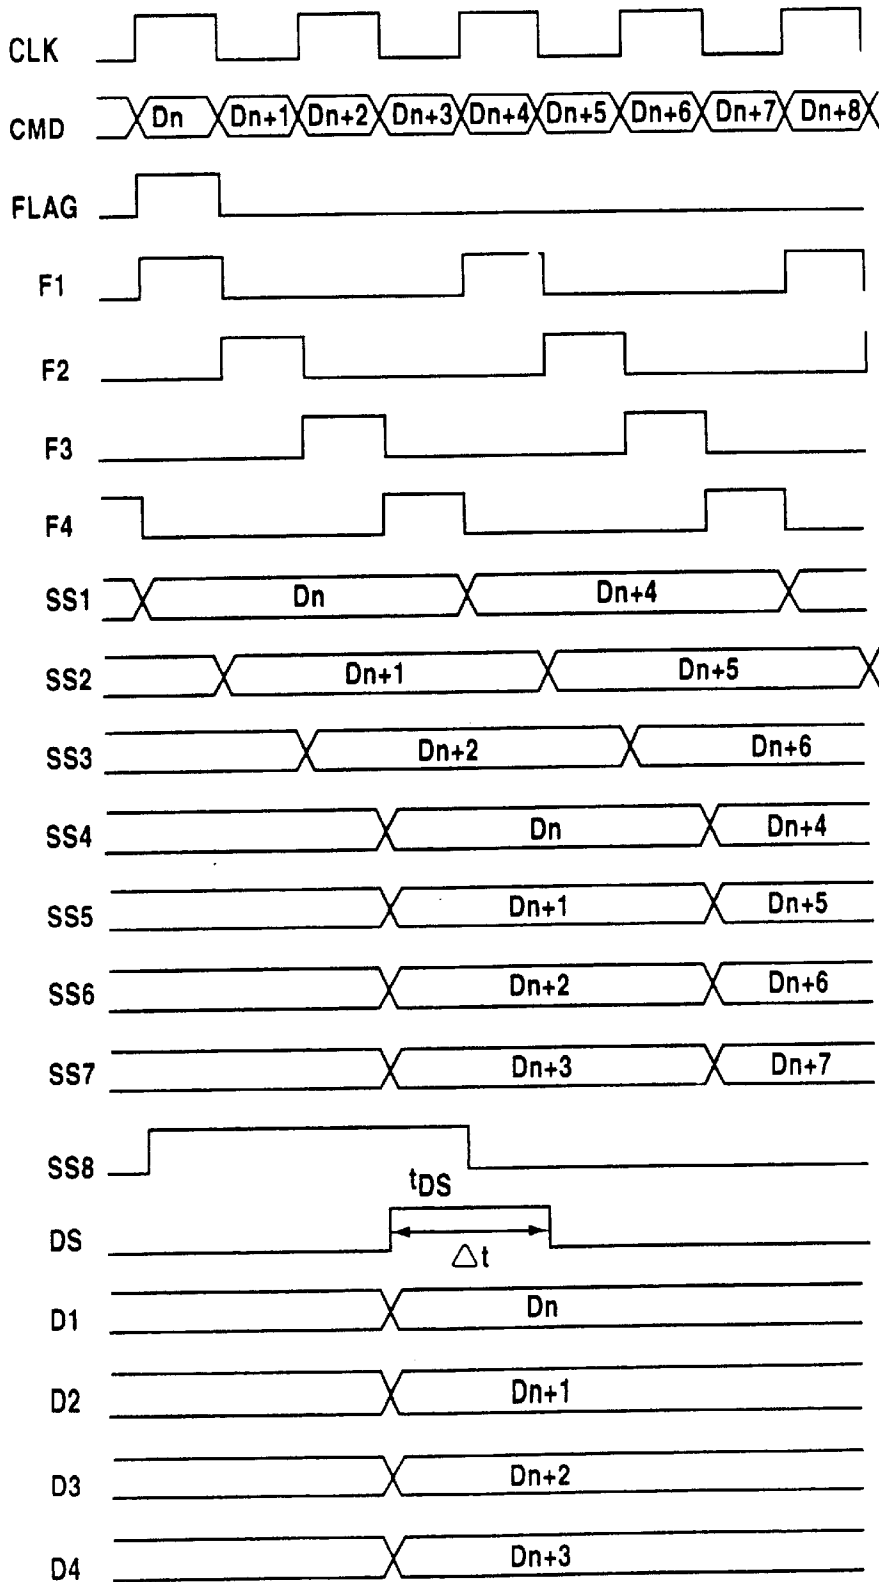 CLK
CMD Dn Dn+1 Dn+2 Dn+3 Dn+4 Dn+5 Dn+6 Dn+7 Dn+8
FLAG
F1
F2
F3
F4
SS1 Dn Dn+4
SS2 Dn+1 Dn+5
SS3 Dn+2 Dn+6
SS4 Dn Dn+4
SS5 Dn+1 Dn+5
SS6 Dn+2 Dn+6
SS7 Dn+3 Dn+7
SS8
tDS
DS
△t
D1 Dn
D2 Dn+1
D3 Dn+2
D4 Dn+3